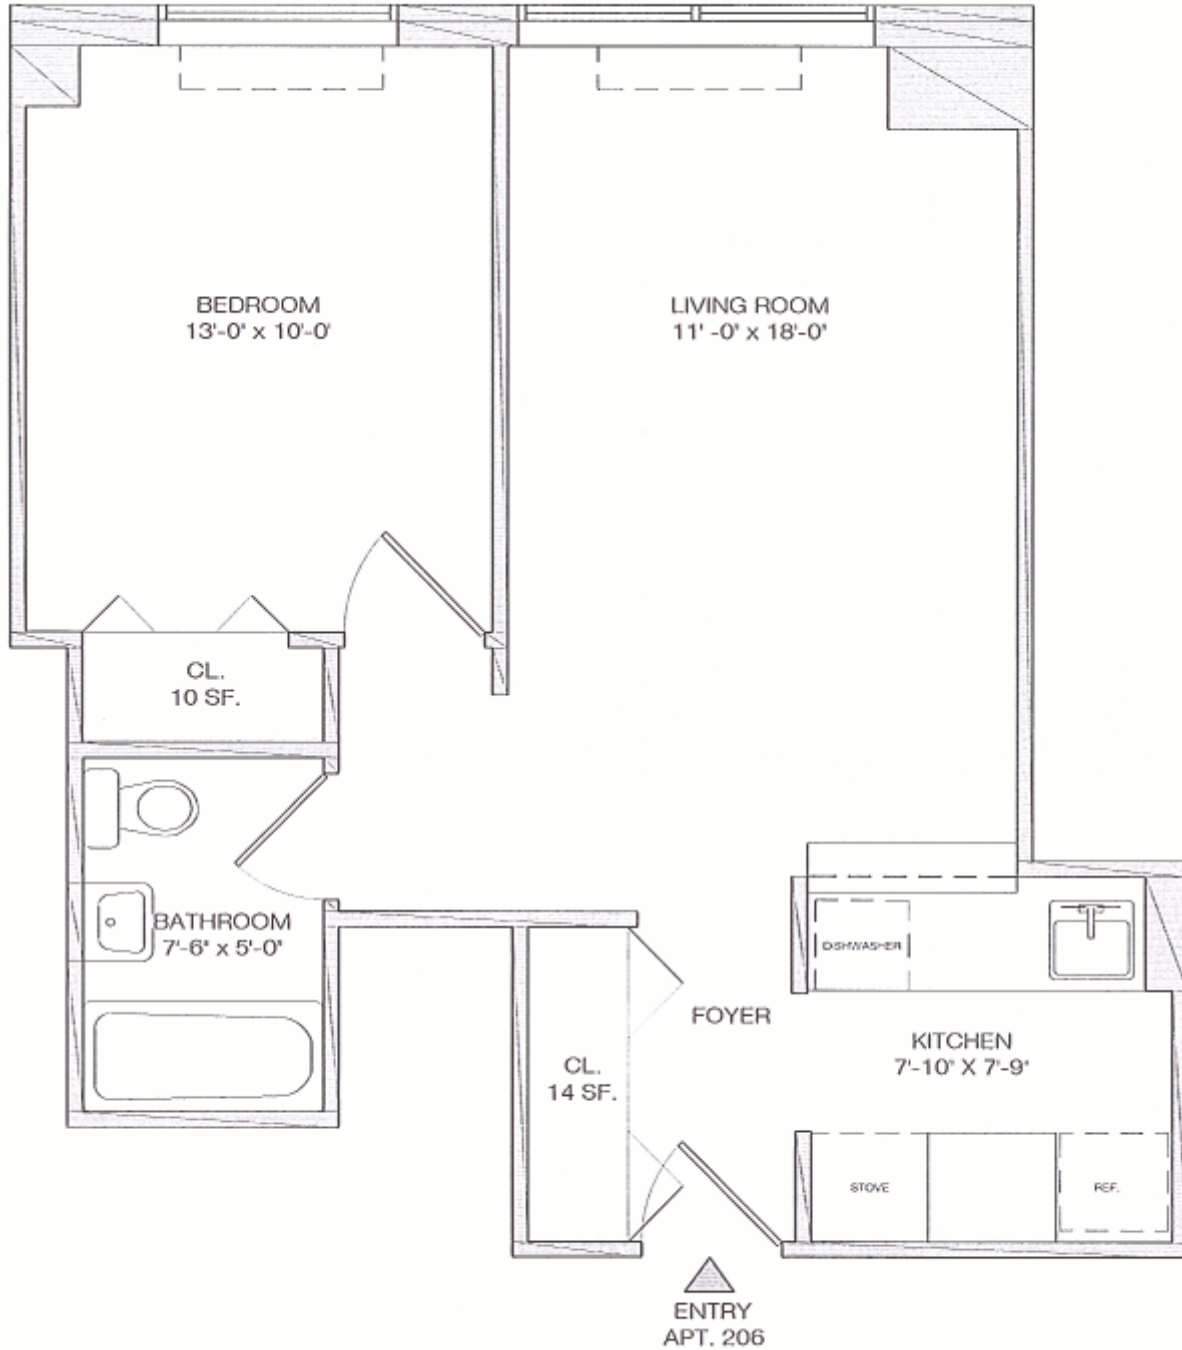 BEDROOM
13'-0" x 10'-0"
LIVING ROOM
11' -0" x 18'-0"
CL.
10 SF.
BATHROOM
7'-6" x 5'-0"
DISHWASHER
FOYER
KITCHEN
7'-10" X 7'-9"
CL.
14 SF.
STOVE
REF.
ENTRY
APT. 206